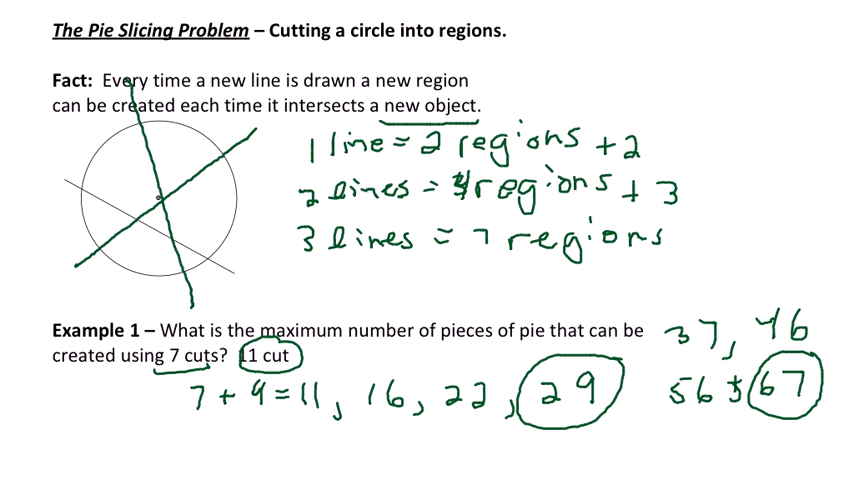 The Pie Slicing Problem – Cutting a circle into regions.
Fact: Every time a new line is drawn a new region
can be created each time it intersects a new object.
1 line = 2 regions + 2
2 lines = 4 regions + 3
3 lines = 7 regions
Example 1 – What is the maximum number of pieces of pie that can be
created using 7 cuts? 11 cut
37, 46
7 + 4 = 11, 16, 22, 29
56 67